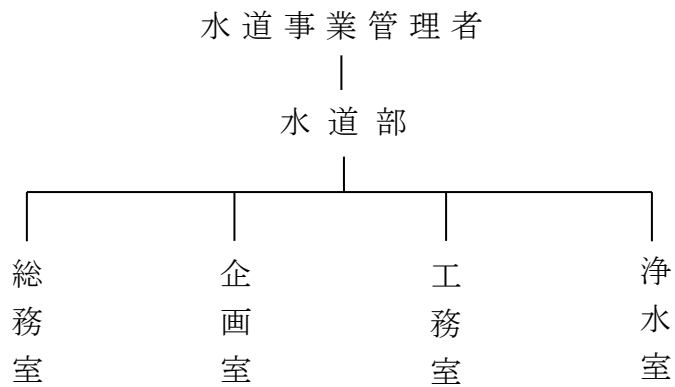 水道事業管理者
水道部
総務室
企画室
工務室
浄水室